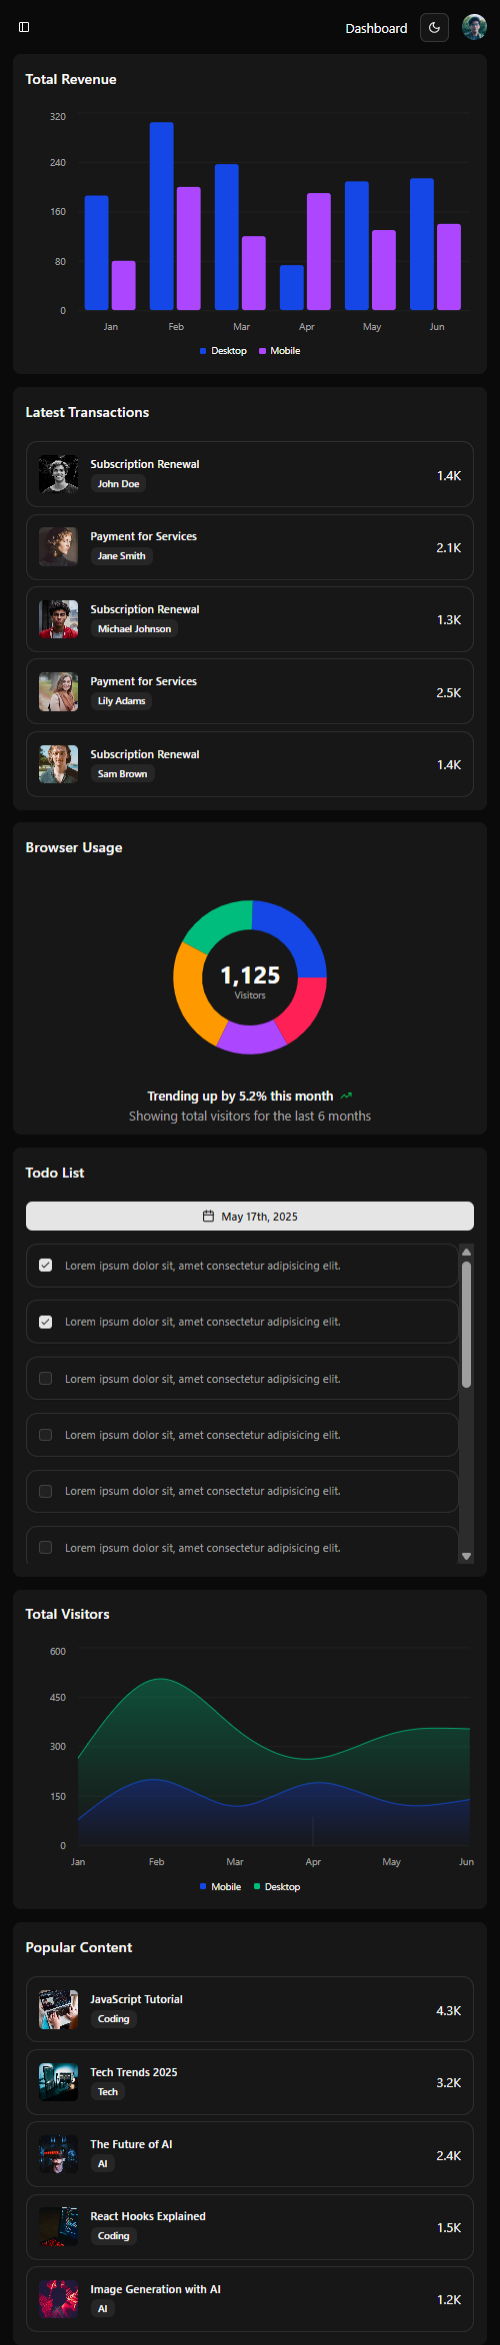 Dashboard
Total Revenue
320
240
160
80
0
Jan Feb Mar Apr May Jun
Desktop Mobile
Latest Transactions
Subscription Renewal
John Doe
1.4K
Payment for Services
Jane Smith
2.1K
Subscription Renewal
Michael Johnson
1.3K
Payment for Services
Lily Adams
2.5K
Subscription Renewal
Sam Brown
1.4K
Browser Usage
1,125
Visitors
Trending up by 5.2% this month
Showing total visitors for the last 6 months
Todo List
May 17th, 2025
Lorem ipsum dolor sit, amet consectetur adipisicing elit.
Lorem ipsum dolor sit, amet consectetur adipisicing elit.
Lorem ipsum dolor sit, amet consectetur adipisicing elit.
Lorem ipsum dolor sit, amet consectetur adipisicing elit.
Lorem ipsum dolor sit, amet consectetur adipisicing elit.
Lorem ipsum dolor sit, amet consectetur adipisicing elit.
Total Visitors
600
450
300
150
0
Jan Feb Mar Apr May Jun
Mobile Desktop
Popular Content
JavaScript Tutorial
Coding
4.3K
Tech Trends 2025
Tech
3.2K
The Future of AI
AI
2.4K
React Hooks Explained
Coding
1.5K
Image Generation with AI
AI
1.2K